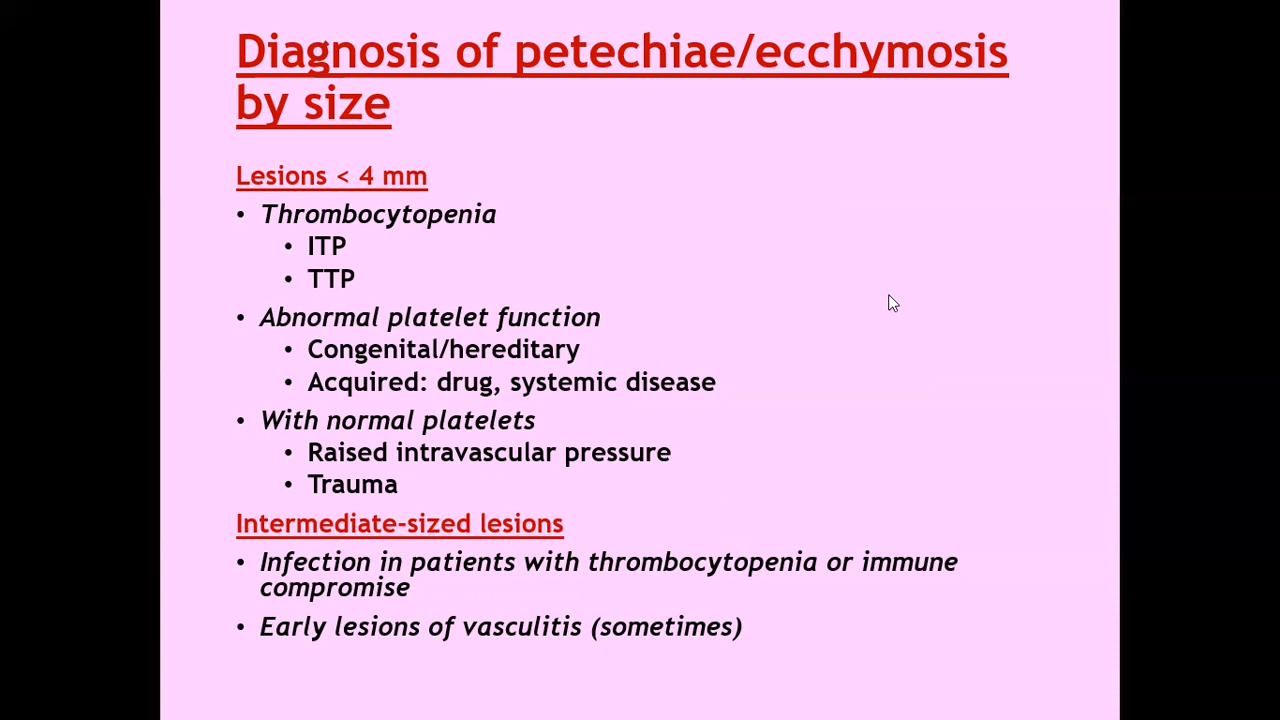 Diagnosis of petechiae/ecchymosis
by size
Lesions < 4 mm
• Thrombocytopenia
• ITP
• TTP
• Abnormal platelet function
• Congenital/hereditary
• Acquired: drug, systemic disease
• With normal platelets
• Raised intravascular pressure
• Trauma
Intermediate-sized lesions
• Infection in patients with thrombocytopenia or immune
compromise
• Early lesions of vasculitis (sometimes)